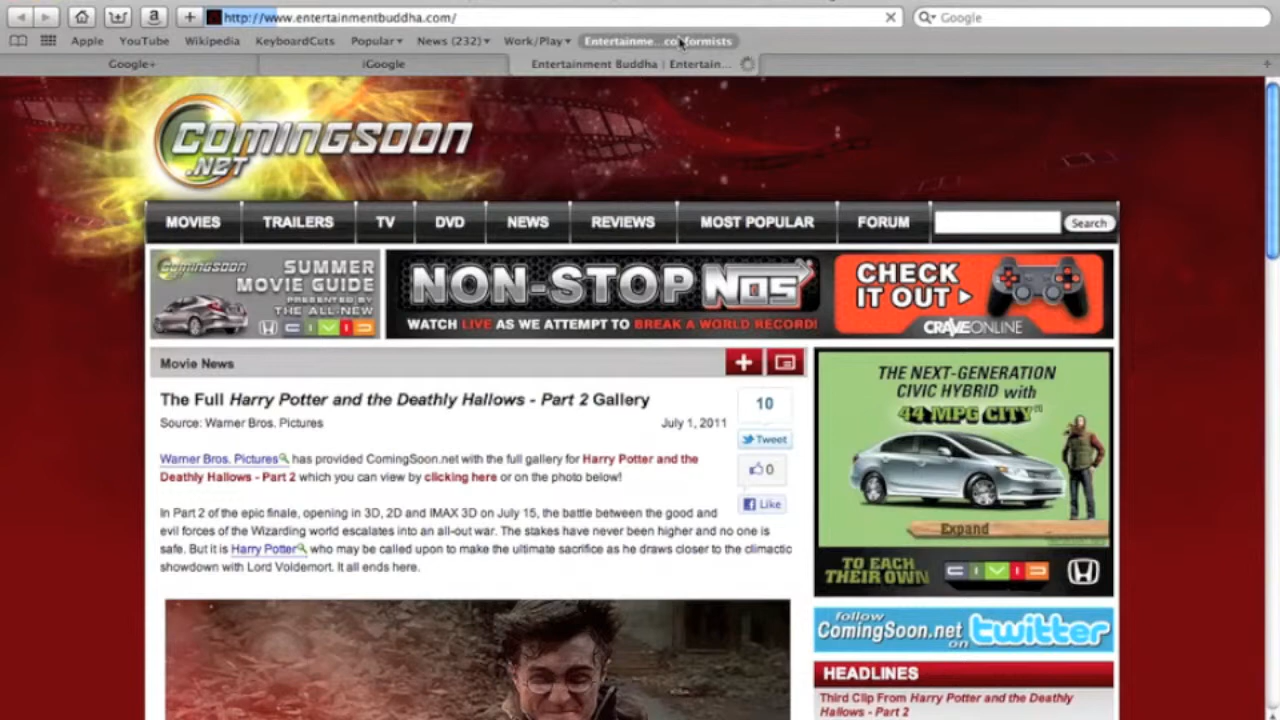 http://www.entertainmentbuddha.com/
Google
Apple YouTube Wikipedia KeyboardCuts Popular News (232) Work/Play Entertainme...conformists
Google+ iGoogle Entertainment Buddha | Entertain...
COMINGSOON
.NET
MOVIES TRAILERS TV DVD NEWS REVIEWS MOST POPULAR FORUM Search
COMINGSOON SUMMER
MOVIE GUIDE
PRESENTED BY
THE ALL-NEW
CIVIC
NON-STOP NOS
WATCH LIVE AS WE ATTEMPT TO BREAK A WORLD RECORD!
CHECK
IT OUT
CRAVEONLINE
Movie News
The Full Harry Potter and the Deathly Hallows - Part 2 Gallery
Source: Warner Bros. Pictures July 1, 2011
10
Tweet
0
Like
Warner Bros. Pictures has provided ComingSoon.net with the full gallery for Harry Potter and the
Deathly Hallows - Part 2 which you can view by clicking here or on the photo below!
In Part 2 of the epic finale, opening in 3D, 2D and IMAX 3D on July 15, the battle between the good and
evil forces of the Wizarding world escalates into an all-out war. The stakes have never been higher and no one is
safe. But it is Harry Potter who may be called upon to make the ultimate sacrifice as he draws closer to the climactic
showdown with Lord Voldemort. It all ends here.
THE NEXT-GENERATION
CIVIC HYBRID with
44 MPG CITY
Expand
TO EACH
THEIR OWN
CIVIC
follow
ComingSoon.net
on twitter
HEADLINES
Third Clip From Harry Potter and the Deathly
Hallows - Part 2